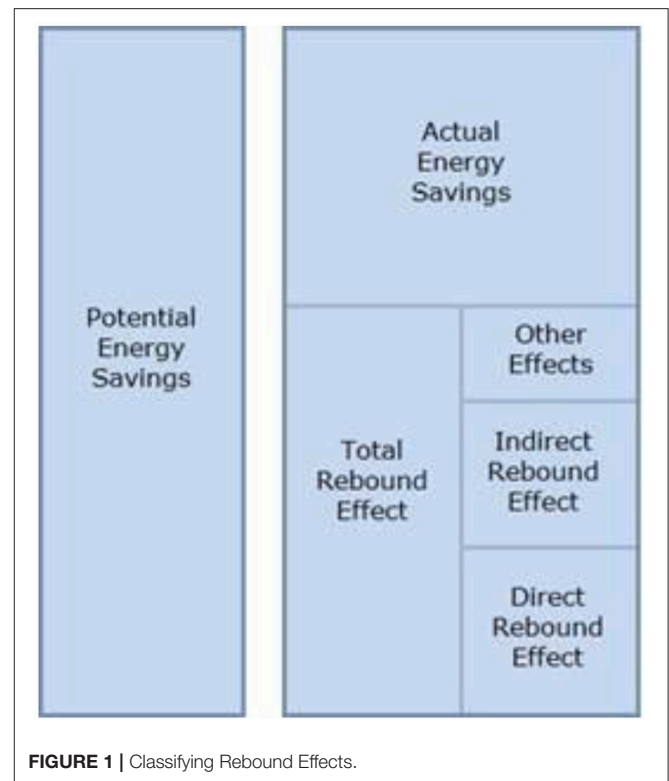 Potential
Energy
Savings
Actual
Energy
Savings
Total
Rebound
Effect
Other
Effects
Indirect
Rebound
Effect
Direct
Rebound
Effect
FIGURE 1 | Classifying Rebound Effects.